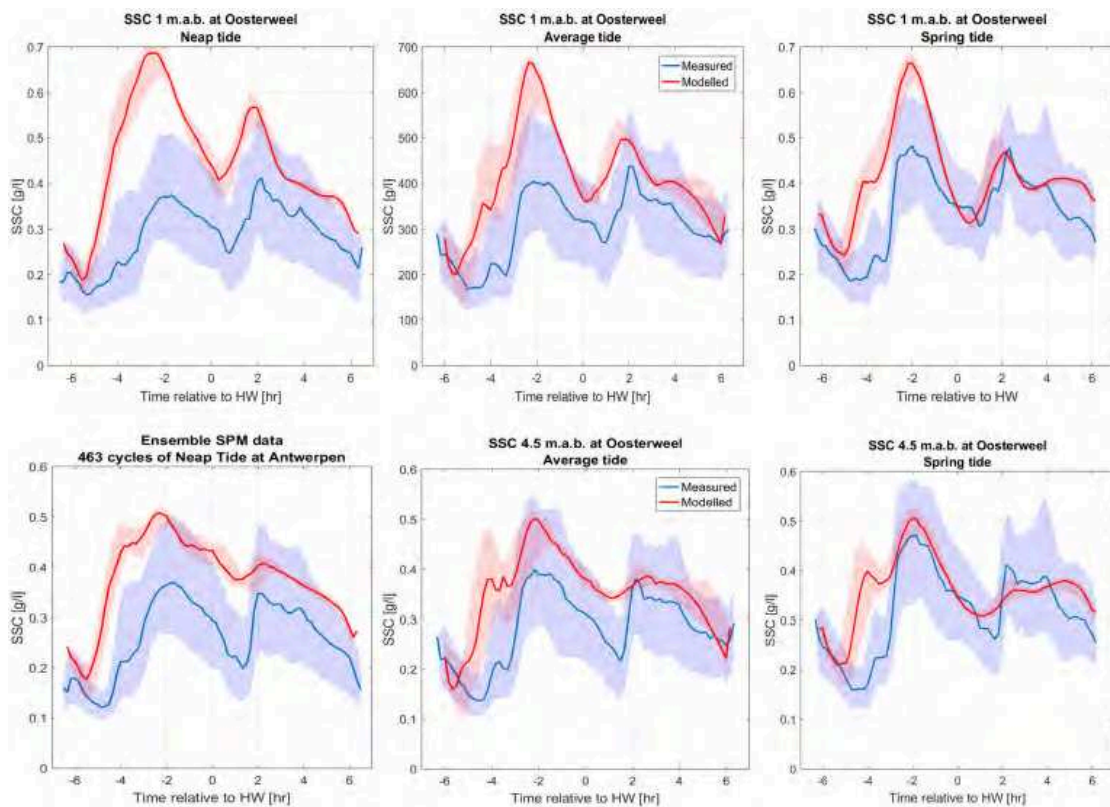 SSC 1 m.a.b. at Oosterweel
Neap tide
SSC [g/l]
0.7
0.6
0.5
0.4
0.3
0.2
0.1
0
-6 -4 -2 0 2 4 6
Time relative to HW [hr]
SSC 1 m.a.b. at Oosterweel
Average tide
Measured
Modelled
SSC [g/l]
700
600
500
400
300
200
100
0
-6 -4 -2 0 2 4 6
Time relative to HW [hr]
SSC 1 m.a.b. at Oosterweel
Spring tide
SSC [g/l]
0.7
0.6
0.5
0.4
0.3
0.2
0.1
0
-6 -4 -2 0 2 4 6
Time relative to HW
Ensemble SPM data
463 cycles of Neap Tide at Antwerpen
SSC [g/l]
0.6
0.5
0.4
0.3
0.2
0.1
0
-6 -4 -2 0 2 4 6
Time relative to HW [hr]
SSC 4.5 m.a.b. at Oosterweel
Average tide
Measured
Modelled
SSC [g/l]
0.6
0.5
0.4
0.3
0.2
0.1
0
-6 -4 -2 0 2 4 6
Time relative to HW [hr]
SSC 4.5 m.a.b. at Oosterweel
Spring tide
SSC [g/l]
0.6
0.5
0.4
0.3
0.2
0.1
0
-6 -4 -2 0 2 4 6
Time relative to HW [hr]